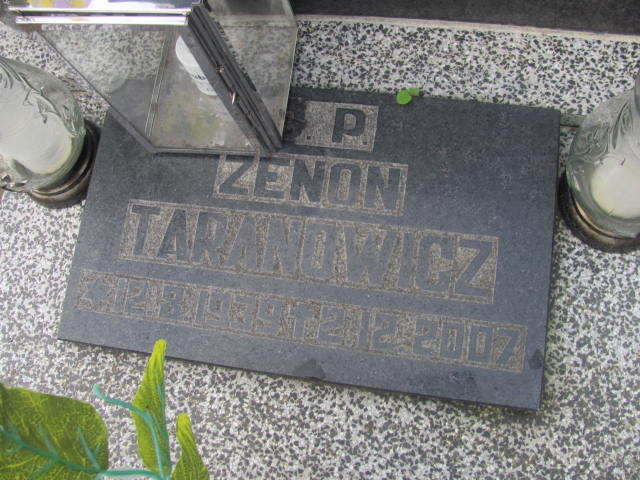 Ś. P.
ZENON
TARANOWICZ
*12.8.1939 †2.12.2007